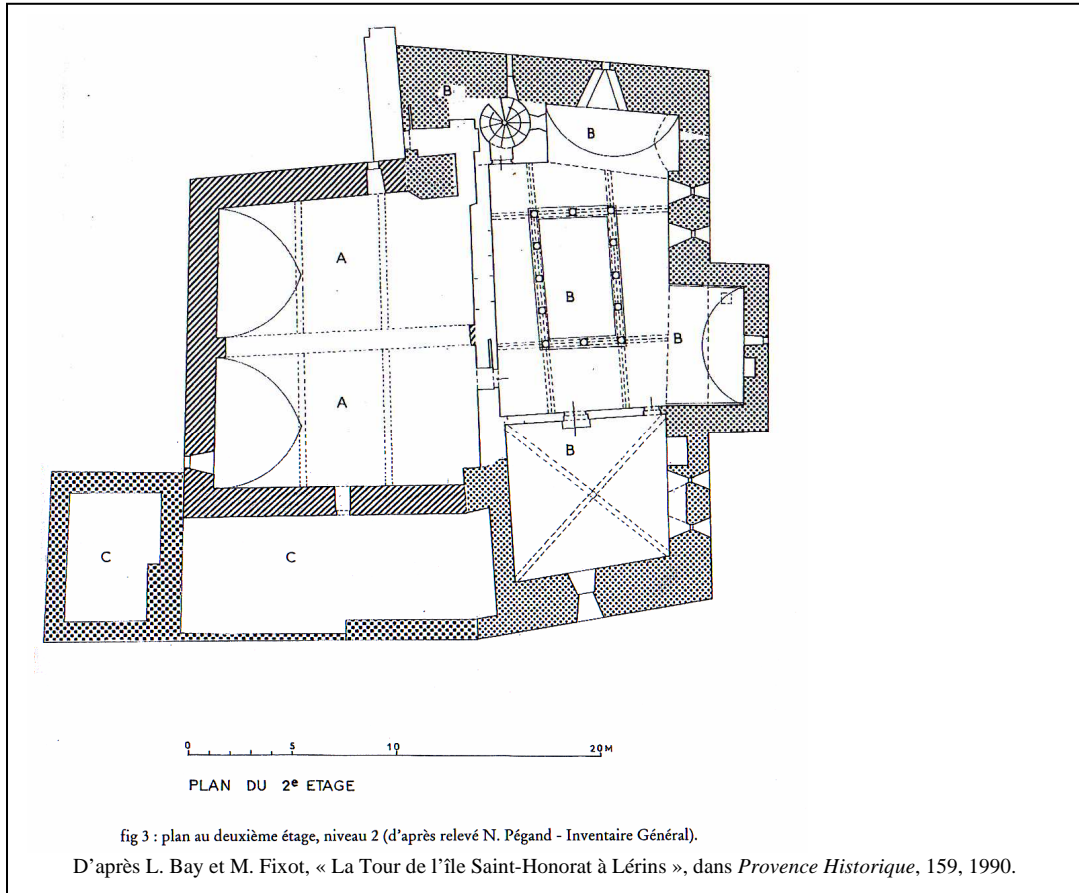 B
B
A
B
B
A
B
C
C
0 5 10 20 M
PLAN DU 2e ETAGE
fig 3 : plan au deuxième étage, niveau 2 (d'après relevé N. Pégand - Inventaire Général).
D'après L. Bay et M. Fixot, « La Tour de l'île Saint-Honorat à Lérins », dans Provence Historique, 159, 1990.